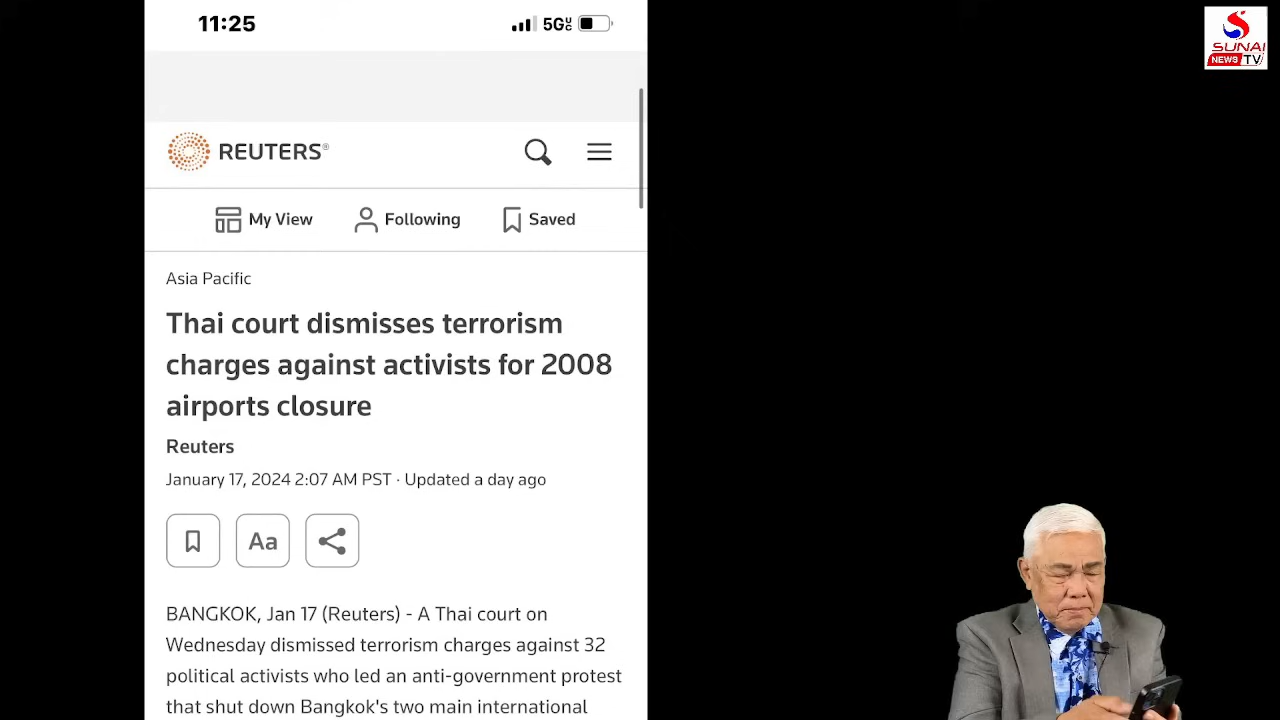 11:25
5G UC
SUNAI
NEWS TV
REUTERS®
My View
Following
Saved
Asia Pacific
Thai court dismisses terrorism
charges against activists for 2008
airports closure
Reuters
January 17, 2024 2:07 AM PST · Updated a day ago
Aa
BANGKOK, Jan 17 (Reuters) - A Thai court on
Wednesday dismissed terrorism charges against 32
political activists who led an anti-government protest
that shut down Bangkok's two main international